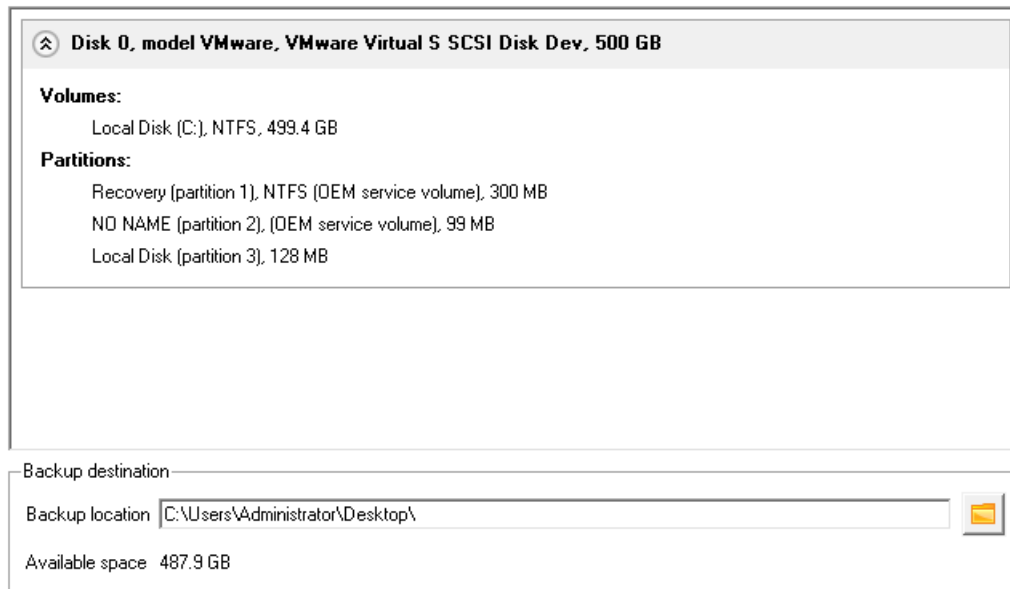 Disk 0, model VMware, VMware Virtual S SCSI Disk Dev, 500 GB
Volumes:
Local Disk (C:), NTFS, 499.4 GB
Partitions:
Recovery (partition 1), NTFS (OEM service volume), 300 MB
NO NAME (partition 2), (OEM service volume), 99 MB
Local Disk (partition 3), 128 MB
Backup destination
Backup location C:\Users\Administrator\Desktop\
Available space 487.9 GB